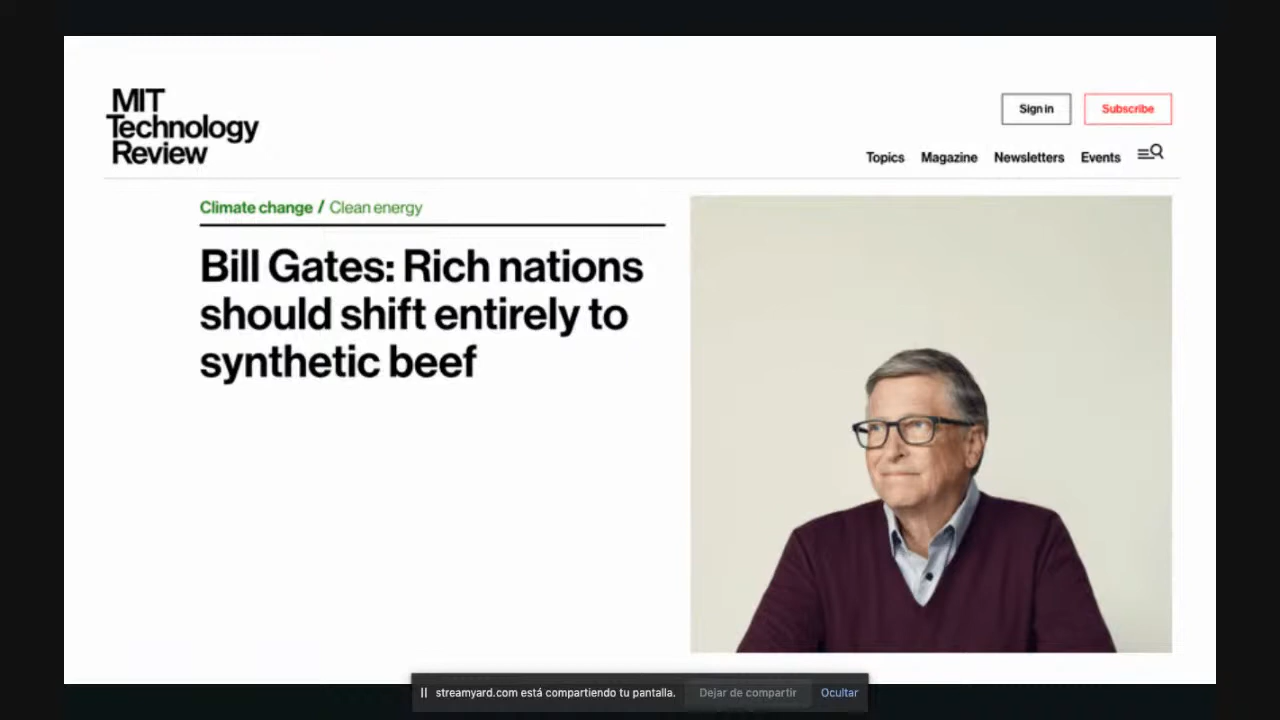 MIT
Technology
Review
Sign in
Subscribe
Topics
Magazine
Newsletters
Events
Climate change / Clean energy
Bill Gates: Rich nations
should shift entirely to
synthetic beef
streamyard.com está compartiendo tu pantalla.
Dejar de compartir
Ocultar